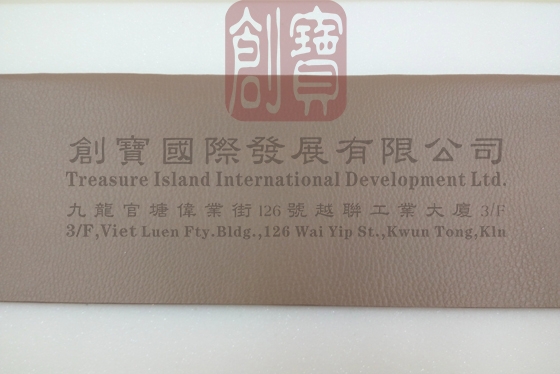 創寶
創寶國際發展有限公司
Treasure Island International Development Ltd.
九龍官塘偉業街126號越聯工業大廈3/F
3/F,Viet Luen Fty.Bldg.,126 Wai Yip St.,Kwun Tong,Kln